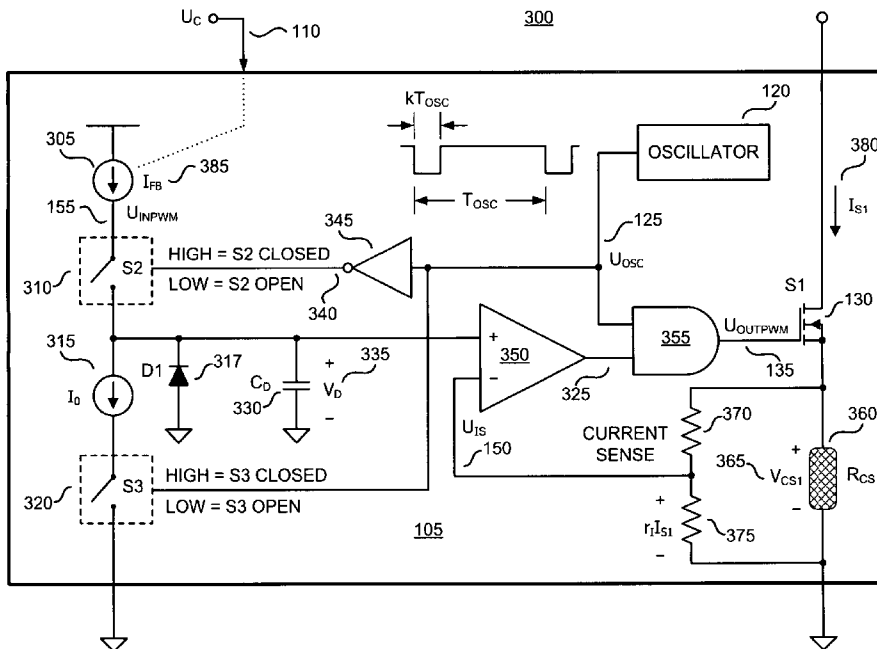 U_C
110
300
kT_OSC
120
OSCILLATOR
305
I_FB
385
380
155
U_INPWM
T_OSC
I_S1
345
125
HIGH = S2 CLOSED
U_OSC
310
S2
LOW = S2 OPEN
340
S1
130
315
U_OUTPWM
+
350
355
D1
317
+
335
135
I_0
C_D
V_D
325
330
−
−
370
360
U_IS
CURRENT
SENSE
+
HIGH = S3 CLOSED
150
365
V_CS1
R_CS
320
S3
LOW = S3 OPEN
+
−
105
r_I I_S1
375
−